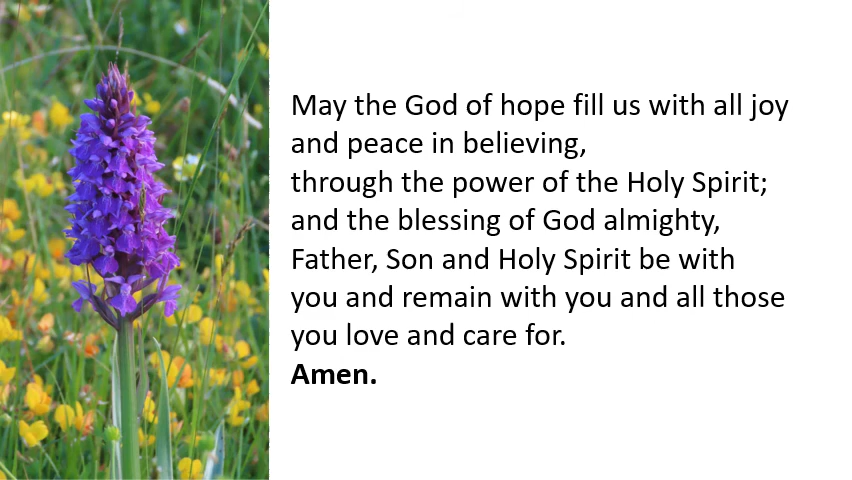 May the God of hope fill us with all joy
and peace in believing,
through the power of the Holy Spirit;
and the blessing of God almighty,
Father, Son and Holy Spirit be with
you and remain with you and all those
you love and care for.
Amen.